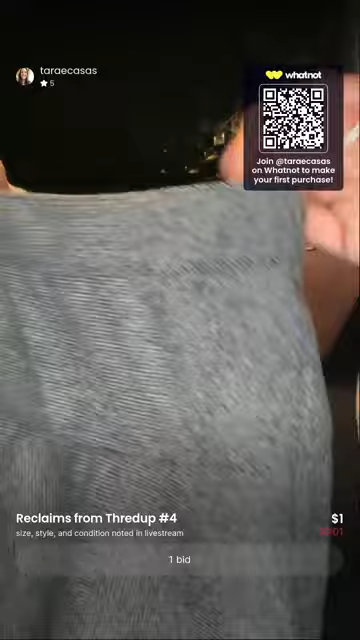 taraecasas
★ 5
whatnot
Join @taraecasas
on Whatnot to make
your first purchase!
Reclaims from Thredup #4
$1
size, style, and condition noted in livestream
1 bid